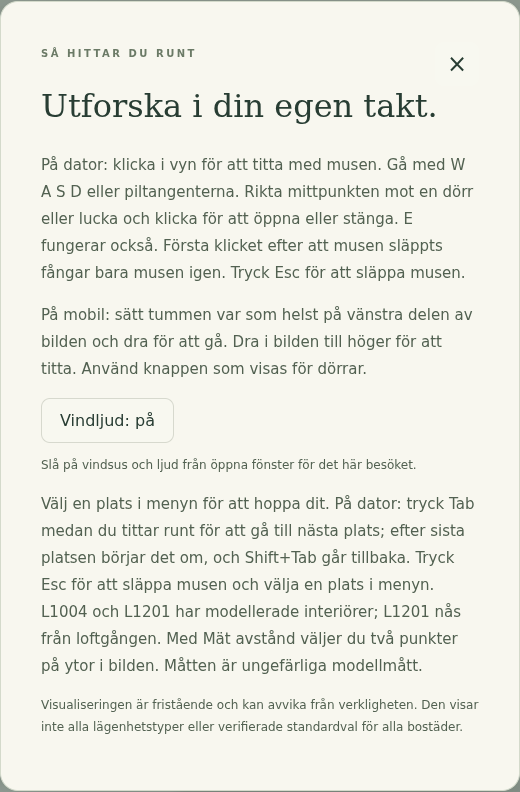 SÅ HITTAR DU RUNT
Utforska i din egen takt.
På dator: klicka i vyn för att titta med musen. Gå med W
A S D eller piltangenterna. Rikta mittpunkten mot en dörr
eller lucka och klicka för att öppna eller stänga. E
fungerar också. Första klicket efter att musen släppts
fångar bara musen igen. Tryck Esc för att släppa musen.
På mobil: sätt tummen var som helst på vänstra delen av
bilden och dra för att gå. Dra i bilden till höger för att
titta. Använd knappen som visas för dörrar.
Vindljud: på
Slå på vindsus och ljud från öppna fönster för det här besöket.
Välj en plats i menyn för att hoppa dit. På dator: tryck Tab
medan du tittar runt för att gå till nästa plats; efter sista
platsen börjar det om, och Shift+Tab går tillbaka. Tryck
Esc för att släppa musen och välja en plats i menyn.
L1004 och L1201 har modellerade interiörer; L1201 nås
från loftgången. Med Mät avstånd väljer du två punkter
på ytor i bilden. Måtten är ungefärliga modellmått.
Visualiseringen är fristående och kan avvika från verkligheten. Den visar
inte alla lägenhetstyper eller verifierade standardval för alla bostäder.